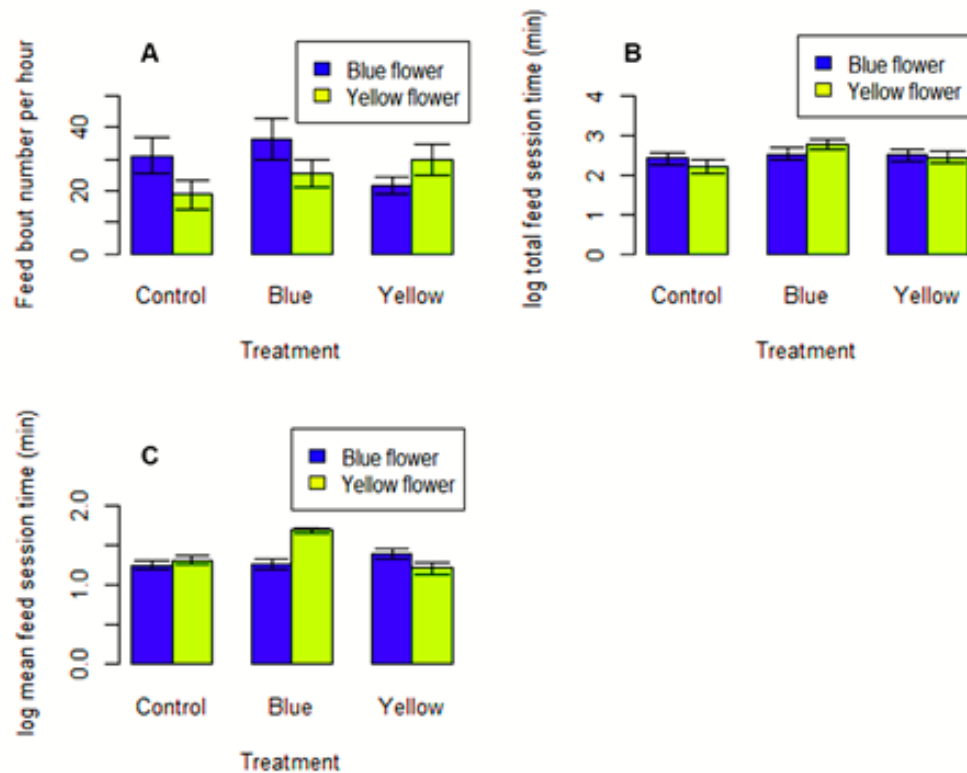 A
Blue flower
Yellow flower
Feed bout number per hour
0 20 40
Control Blue Yellow
Treatment
B
Blue flower
Yellow flower
log total feed session time (min)
0 1 2 3 4
Control Blue Yellow
Treatment
C
Blue flower
Yellow flower
log mean feed session time (min)
0.0 1.0 2.0
Control Blue Yellow
Treatment